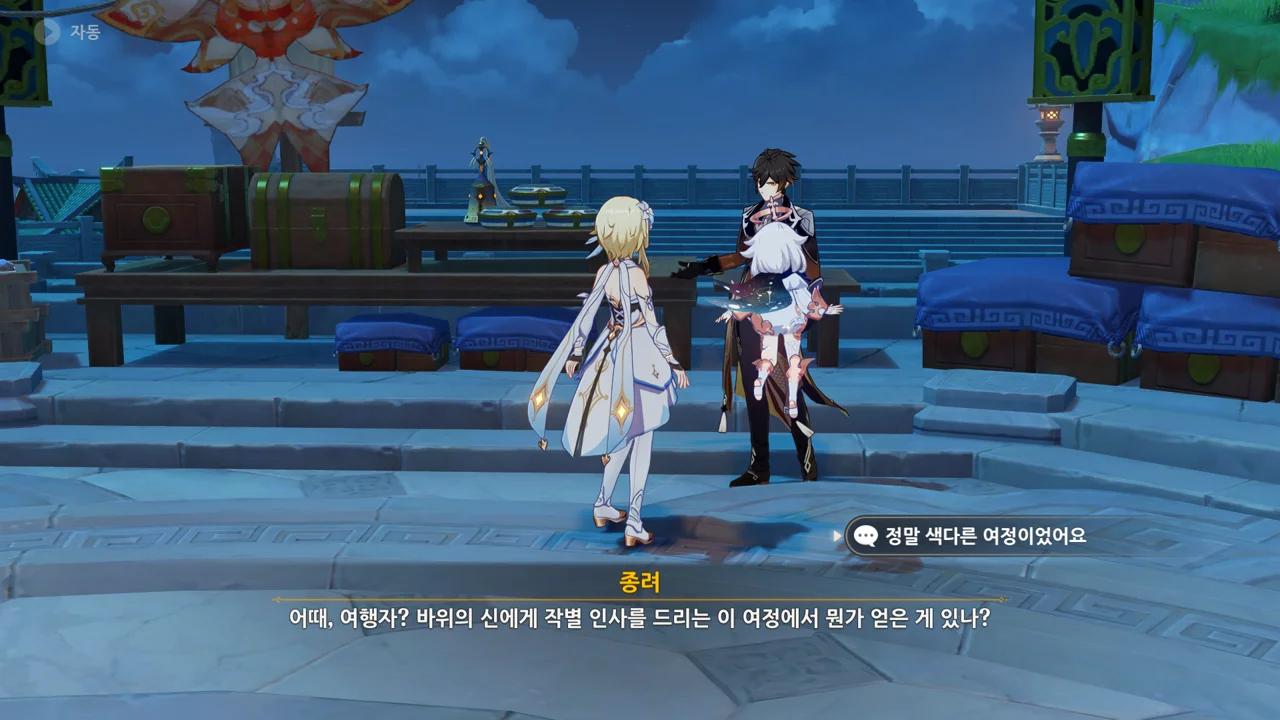 자동
정말 색다른 여정이었어요
종려
어때, 여행자? 바위의 신에게 작별 인사를 드리는 이 여정에서 뭔가 얻은 게 있나?